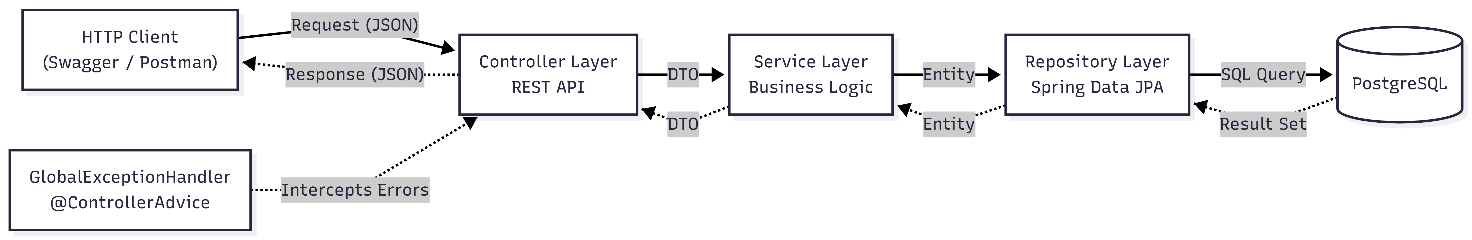 HTTP Client
(Swagger / Postman)
Request (JSON)
Response (JSON)
Controller Layer
REST API
DTO
DTO
Service Layer
Business Logic
Entity
Entity
Repository Layer
Spring Data JPA
SQL Query
Result Set
PostgreSQL
GlobalExceptionHandler
@ControllerAdvice
Intercepts Errors